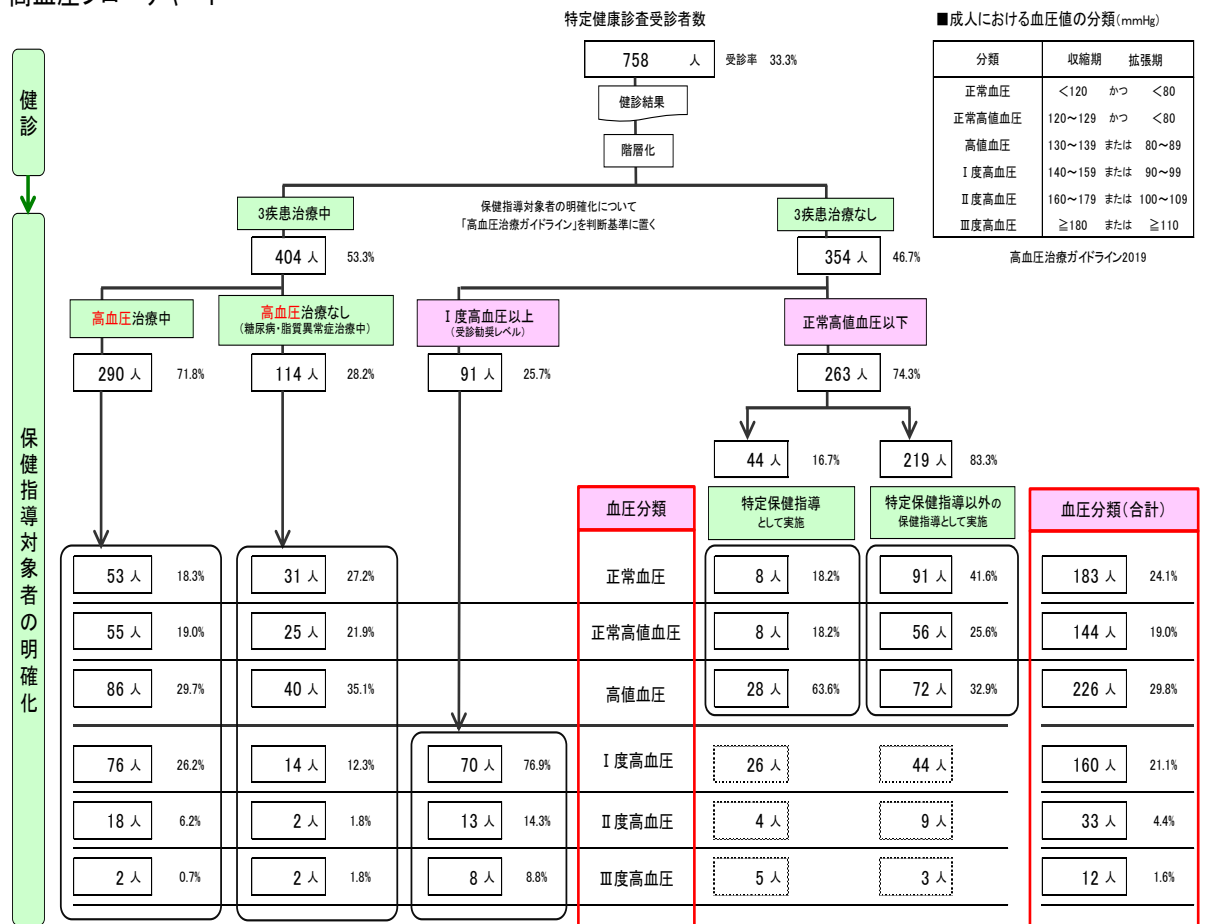 特定健康診査受診者数
■成人における血圧値の分類(mmHg)
758 人 受診率 33.3%
分類 収縮期 拡張期
正常血圧 <120 かつ <80
正常高値血圧 120~129 かつ <80
高値血圧 130~139 または 80~89
Ⅰ度高血圧 140~159 または 90~99
Ⅱ度高血圧 160~179 または 100~109
Ⅲ度高血圧 ≧180 または ≧110
高血圧治療ガイドライン2019
健診
健診結果
階層化
保健指導対象者の明確化について
「高血圧治療ガイドライン」を判断基準に置く
3疾患治療中
3疾患治療なし
404 人 53.3%
354 人 46.7%
高血圧治療中
高血圧治療なし
(糖尿病・脂質異常症治療中)
Ⅰ度高血圧以上
(受診勧奨レベル)
正常高値血圧以下
290 人 71.8%
114 人 28.2%
91 人 25.7%
263 人 74.3%
44 人 16.7%
219 人 83.3%
保健指導対象者の明確化
血圧分類
特定保健指導
として実施
特定保健指導以外の
保健指導として実施
血圧分類(合計)
53 人 18.3% 31 人 27.2% 正常血圧 8 人 18.2% 91 人 41.6% 183 人 24.1%
55 人 19.0% 25 人 21.9% 正常高値血圧 8 人 18.2% 56 人 25.6% 144 人 19.0%
86 人 29.7% 40 人 35.1% 高値血圧 28 人 63.6% 72 人 32.9% 226 人 29.8%
76 人 26.2% 14 人 12.3% 70 人 76.9% Ⅰ度高血圧 26 人 44 人 160 人 21.1%
18 人 6.2% 2 人 1.8% 13 人 14.3% Ⅱ度高血圧 4 人 9 人 33 人 4.4%
2 人 0.7% 2 人 1.8% 8 人 8.8% Ⅲ度高血圧 5 人 3 人 12 人 1.6%